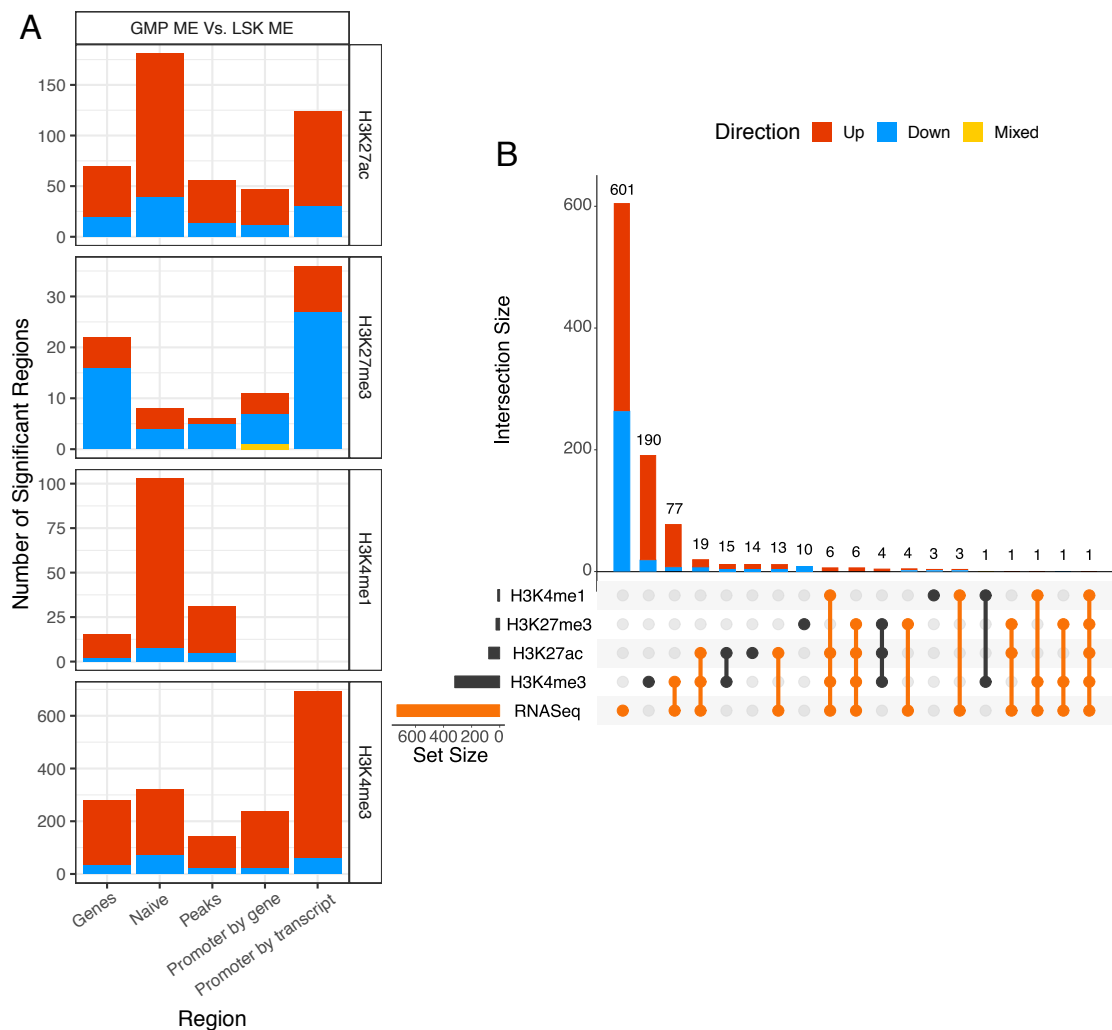 A
GMP ME Vs. LSK ME
Number of Significant Regions
150
100
50
0
H3K27ac
30
20
10
0
H3K27me3
100
75
50
25
0
H3K4me1
600
400
200
0
H3K4me3
Genes
Naive
Peaks
Promoter by gene
Promoter by transcript
Region
Direction Up Down Mixed
B
Intersection Size
600
400
200
0
601 190 77 19 15 14 13 10 6 6 4 4 3 3 1 1 1 1 1
H3K4me1
H3K27me3
H3K27ac
H3K4me3
RNASeq
600 400 200 0
Set Size